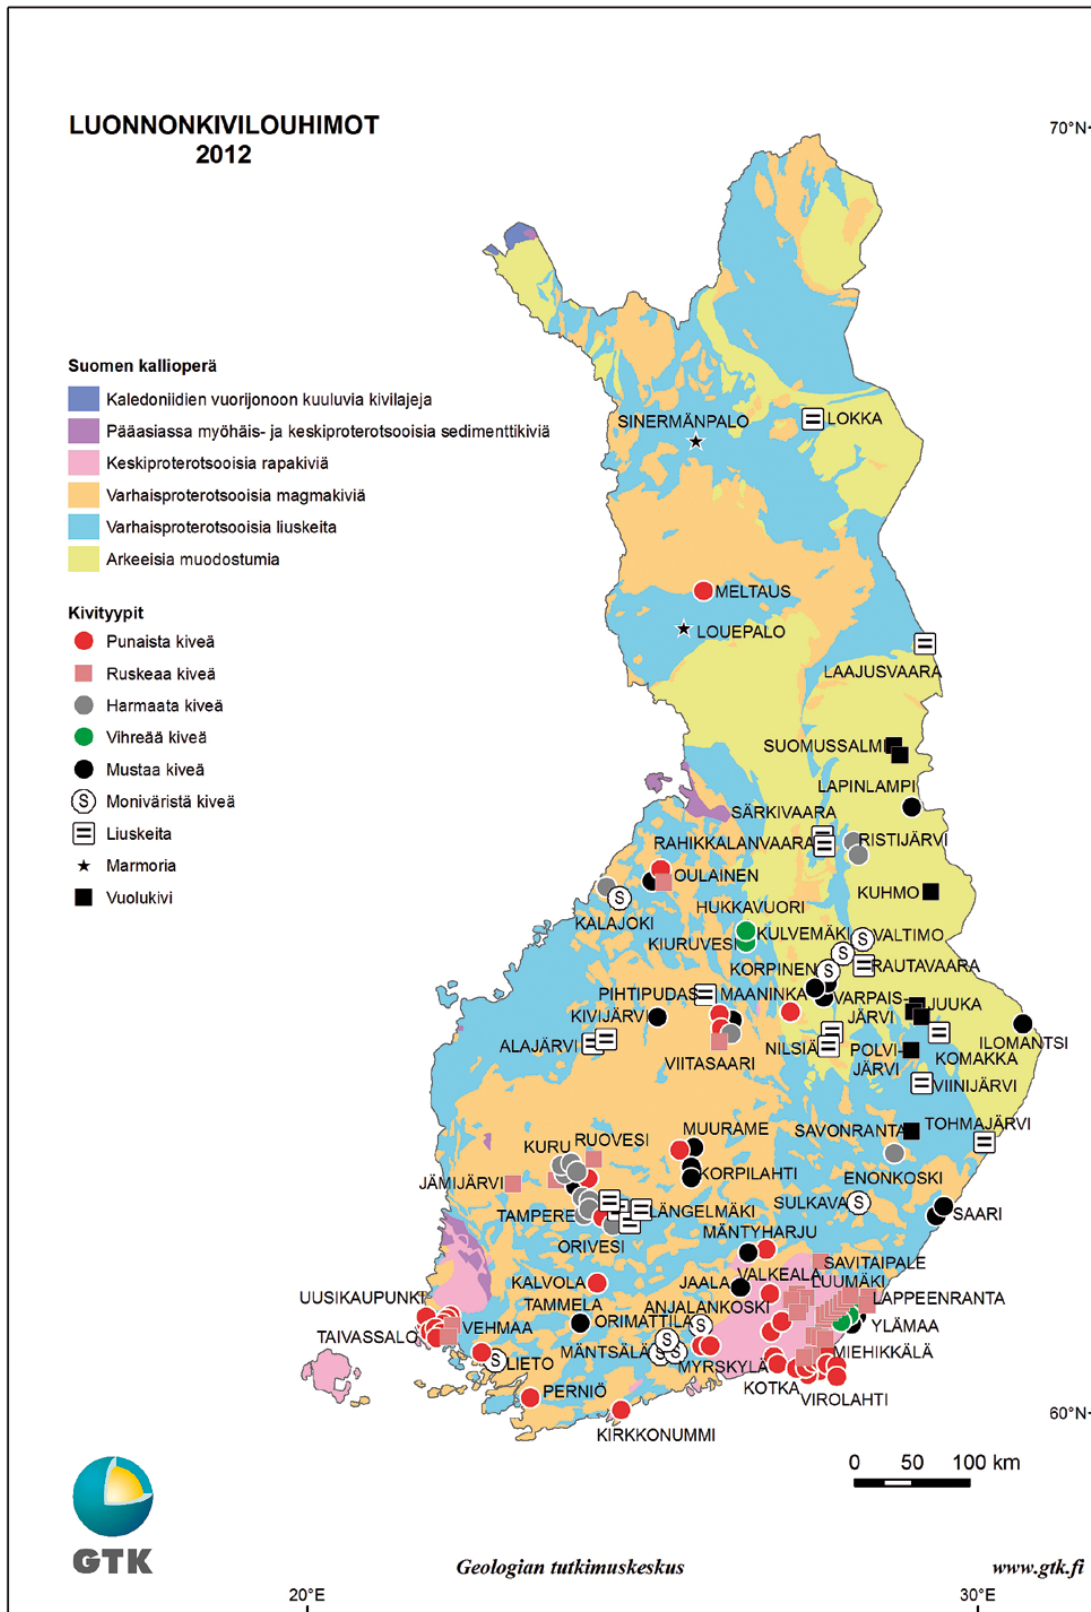 LUONNONKIVILOUHIMOT
2012
70°N
Suomen kallioperä
Kaledoniidien vuorijonoon kuuluvia kivilajeja
Pääasiassa myöhäis- ja keskiproterotsooisia sedimenttikiviä
Keskiproterotsooisia rapakiviä
Varhaisproterotsooisia magmakiviä
Varhaisproterotsooisia liuskeita
Arkeeisia muodostumia
Kivityypit
Punaista kiveä
Ruskeaa kiveä
Harmaata kiveä
Vihreää kiveä
Mustaa kiveä
S Moniväristä kiveä
Liuskeita
Marmoria
Vuolukivi
SINERMÄNPALO
LOKKA
MELTAUS
LOUEPALO
LAAJUSVAARA
SUOMUSSALMI
LAPINLAMPI
SÄRKIVAARA
RAHIKKALANVAARA
RISTIJÄRVI
OULAINEN
KUHMO
KALAJOKI
HUKKAVUORI
KULVEMÄKI
VALTIMO
KIURUVESI
KORPINEN
RAUTAVAARA
PIHTIPUDAS
MAANINKA
VARPAIS-
JÄRVI
JUUKA
KIVIJÄRVI
ALAJÄRVI
VIITASAARI
NILSIÄ
POLVI-
JÄRVI
KOMAKKA
ILOMANTSI
VIINIJÄRVI
TOHMAJÄRVI
SAVONRANTA
MUURAME
KURU
RUOVESI
KORPILAHTI
JÄMIJÄRVI
ENONKOSKI
SULKAVA
SAARI
TAMPERE
LÄNGELMÄKI
ORIVESI
MÄNTYHARJU
SAVITAIPALE
VALKEALA
LUUMÄKI
KALVOLA
JAALA
LAPPEENRANTA
UUSIKAUPUNKI
TAMMELA
ANJALANKOSKI
ORIMATTILA
YLÄMAA
TAIVASSALO
VEHMAA
MÄNTSÄLÄ
MIEHIKKÄLÄ
LIETO
MYRSKYLÄ
KOTKA
VIROLAHTI
PERNIÖ
KIRKKONUMMI
60°N
0 50 100 km
GTK
Geologian tutkimuskeskus
www.gtk.fi
20°E
30°E